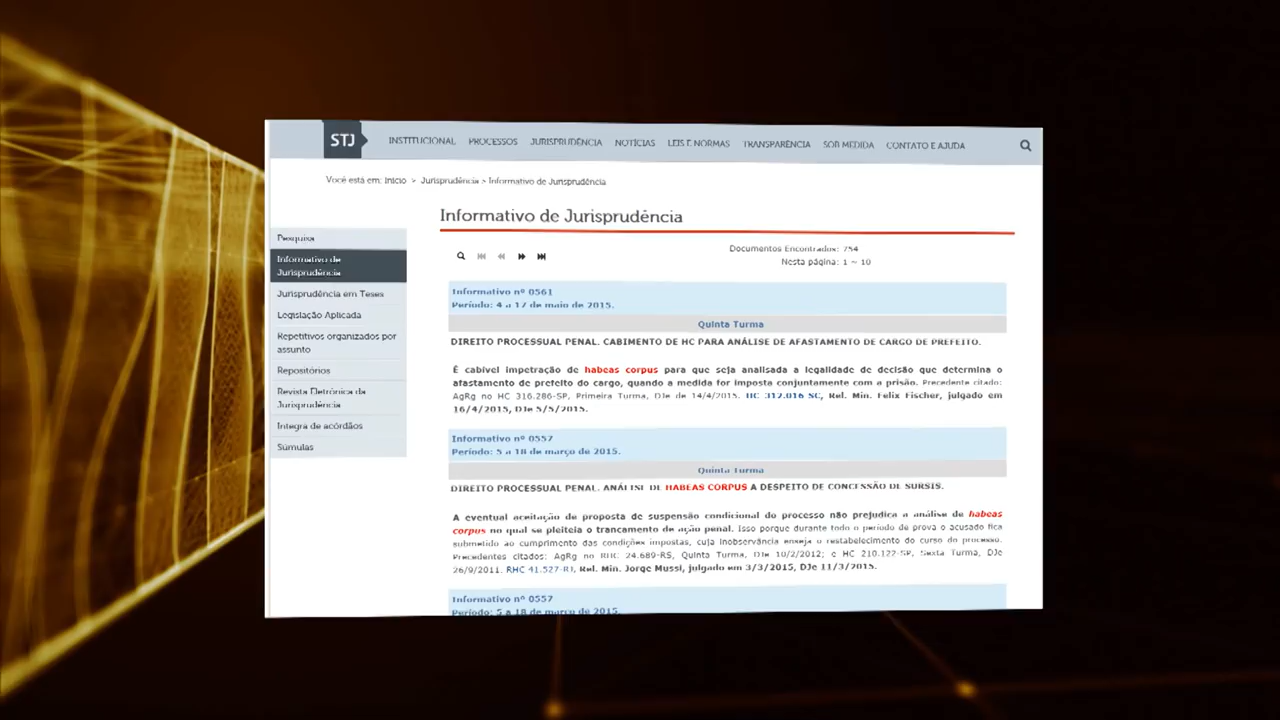 STJ
INSTITUCIONAL PROCESSOS JURISPRUDÊNCIA NOTÍCIAS LEIS E NORMAS TRANSPARÊNCIA SOB MEDIDA CONTATO E AJUDA
Você está em: Início > Jurisprudência > Informativo de Jurisprudência
Pesquisa
Informativo de
Jurisprudência
Jurisprudência em Teses
Legislação Aplicada
Repetitivos organizados por
assunto
Repositórios
Revista Eletrônica da
Jurisprudência
Íntegra de acórdãos
Súmulas
Informativo de Jurisprudência
Documentos Encontrados: 754
Nesta página: 1 ~ 10
Informativo nº 0561
Período: 4 a 17 de maio de 2015.
Quinta Turma
DIREITO PROCESSUAL PENAL. CABIMENTO DE HC PARA ANÁLISE DE AFASTAMENTO DE CARGO DE PREFEITO.
É cabível impetração de habeas corpus para que seja analisada a legalidade de decisão que determina o
afastamento de prefeito do cargo, quando a medida for imposta conjuntamente com a prisão. Precedente citado:
AgRg no HC 316.286-SP, Primeira Turma, DJe de 14/4/2015. HC 312.016-SC, Rel. Min. Felix Fischer, julgado em
16/4/2015, DJe 5/5/2015.
Informativo nº 0557
Período: 5 a 18 de março de 2015.
Quinta Turma
DIREITO PROCESSUAL PENAL. ANÁLISE DE HABEAS CORPUS A DESPEITO DE CONCESSÃO DE SURSIS.
A eventual aceitação de proposta de suspensão condicional do processo não prejudica a análise de habeas
corpus no qual se pleiteia o trancamento de ação penal. Isso porque durante todo o período de prova o acusado fica
submetido ao cumprimento das condições impostas, cuja inobservância enseja o restabelecimento do curso do processo.
Precedentes citados: AgRg no RHC 24.689-RS, Quinta Turma, DJe 10/2/2012; e HC 210.122-SP, Sexta Turma, DJe
26/9/2011. RHC 41.527-RJ, Rel. Min. Jorge Mussi, julgado em 3/3/2015, DJe 11/3/2015.
Informativo nº 0557
Período: 5 a 18 de março de 2015.